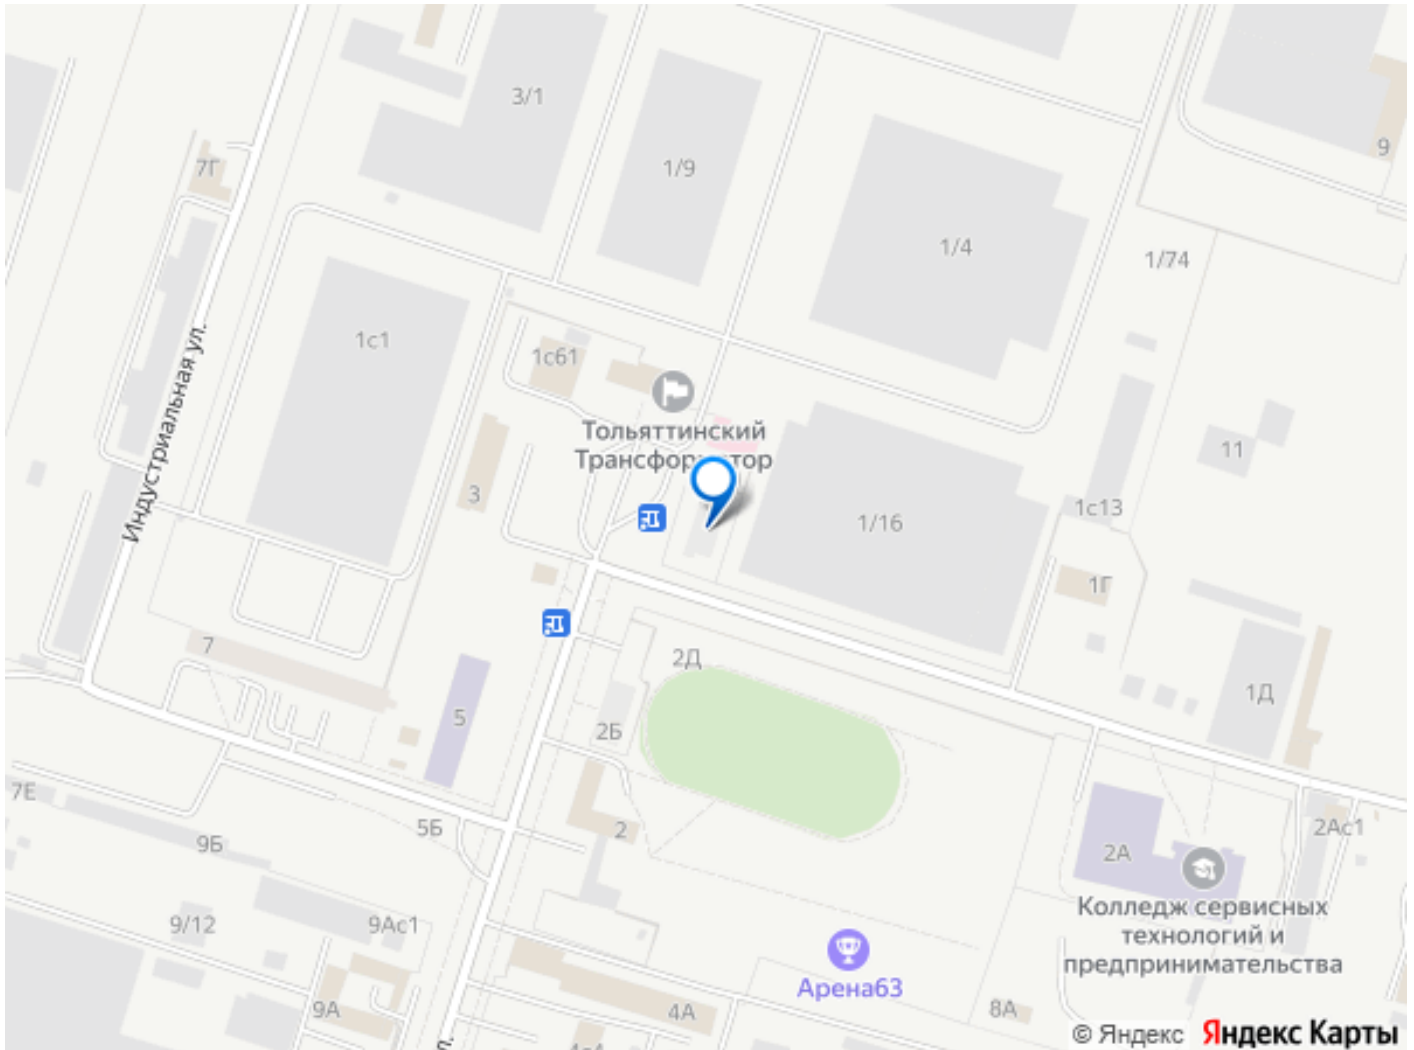 3/1
1/9
9
7Г
1/4
1/74
1с1
1с61
Индустриальная ул.
Тольяттинский
11
3
1/16
1с13
1Г
7
2Д
5
2Б
1Д
7Е
5Б
2
9Б
2А
2Ас1
9/12
9Ас1
Колледж сервисных
технологий и
предпринимательства
Арена63
9А
4А
8А
© Яндекс Яндекс Карты